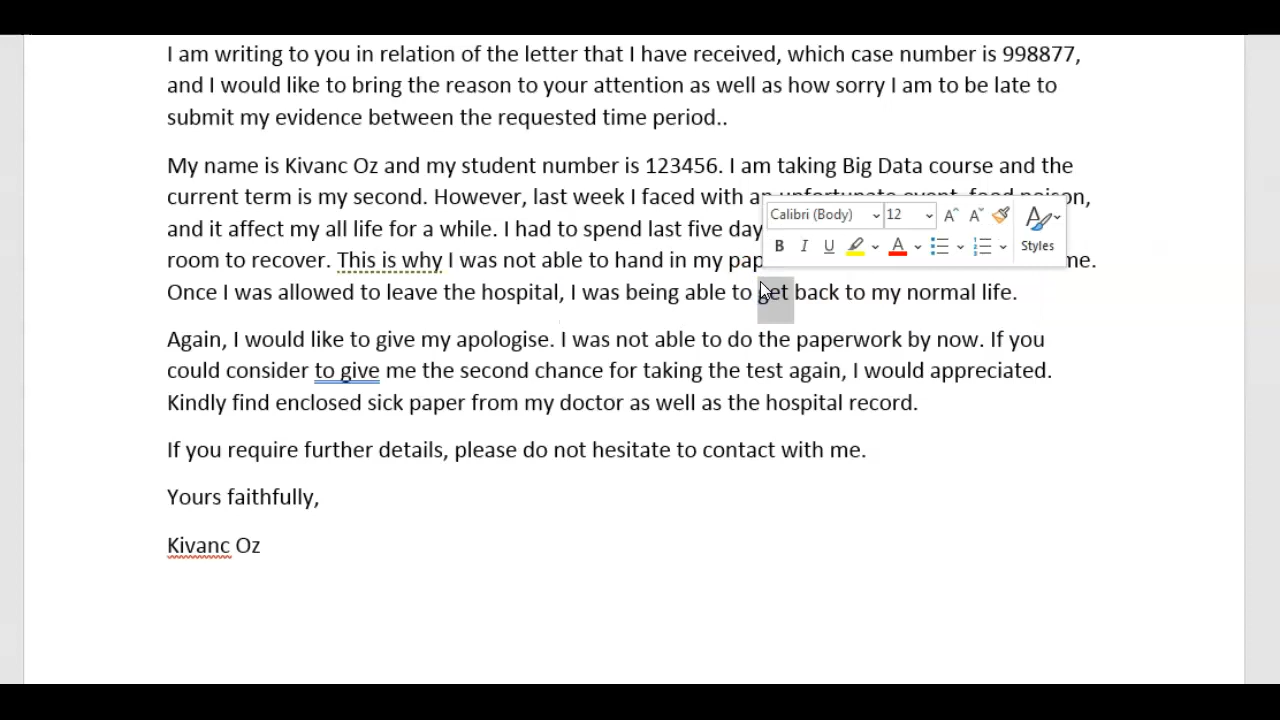 I am writing to you in relation of the letter that I have received, which case number is 998877,
and I would like to bring the reason to your attention as well as how sorry I am to be late to
submit my evidence between the requested time period..
My name is Kivanc Oz and my student number is 123456. I am taking Big Data course and the
current term is my second. However, last week I faced with an unfortunate event, food poison,
and it affect my all life for a while. I had to spend last five day
Calibri (Body) 12
B I U A Styles
room to recover. This is why I was not able to hand in my pap me.
Once I was allowed to leave the hospital, I was being able to get back to my normal life.
Again, I would like to give my apologise. I was not able to do the paperwork by now. If you
could consider to give me the second chance for taking the test again, I would appreciated.
Kindly find enclosed sick paper from my doctor as well as the hospital record.
If you require further details, please do not hesitate to contact with me.
Yours faithfully,
Kivanc Oz